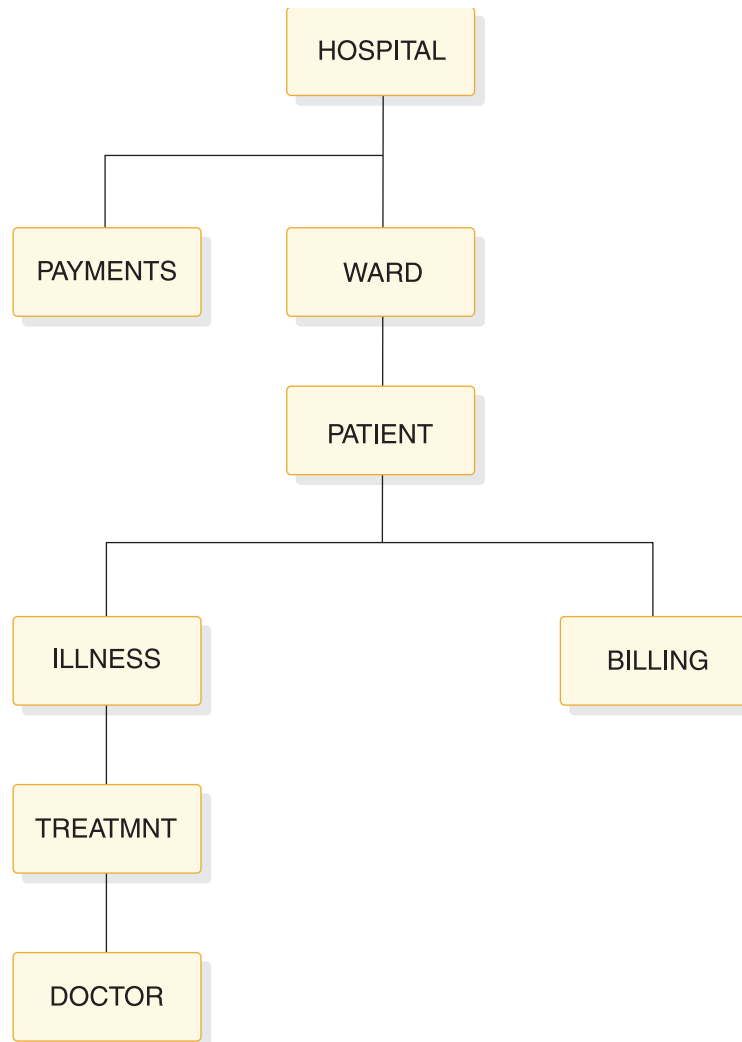 HOSPITAL
PAYMENTS
WARD
PATIENT
ILLNESS
BILLING
TREATMNT
DOCTOR